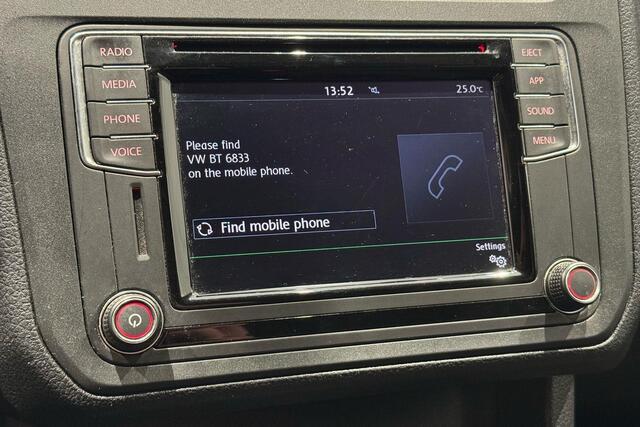 RADIO
MEDIA
PHONE
VOICE
13:52
25.0°C
Please find
VW BT 6833
on the mobile phone.
Find mobile phone
Settings
EJECT
APP
SOUND
MENU